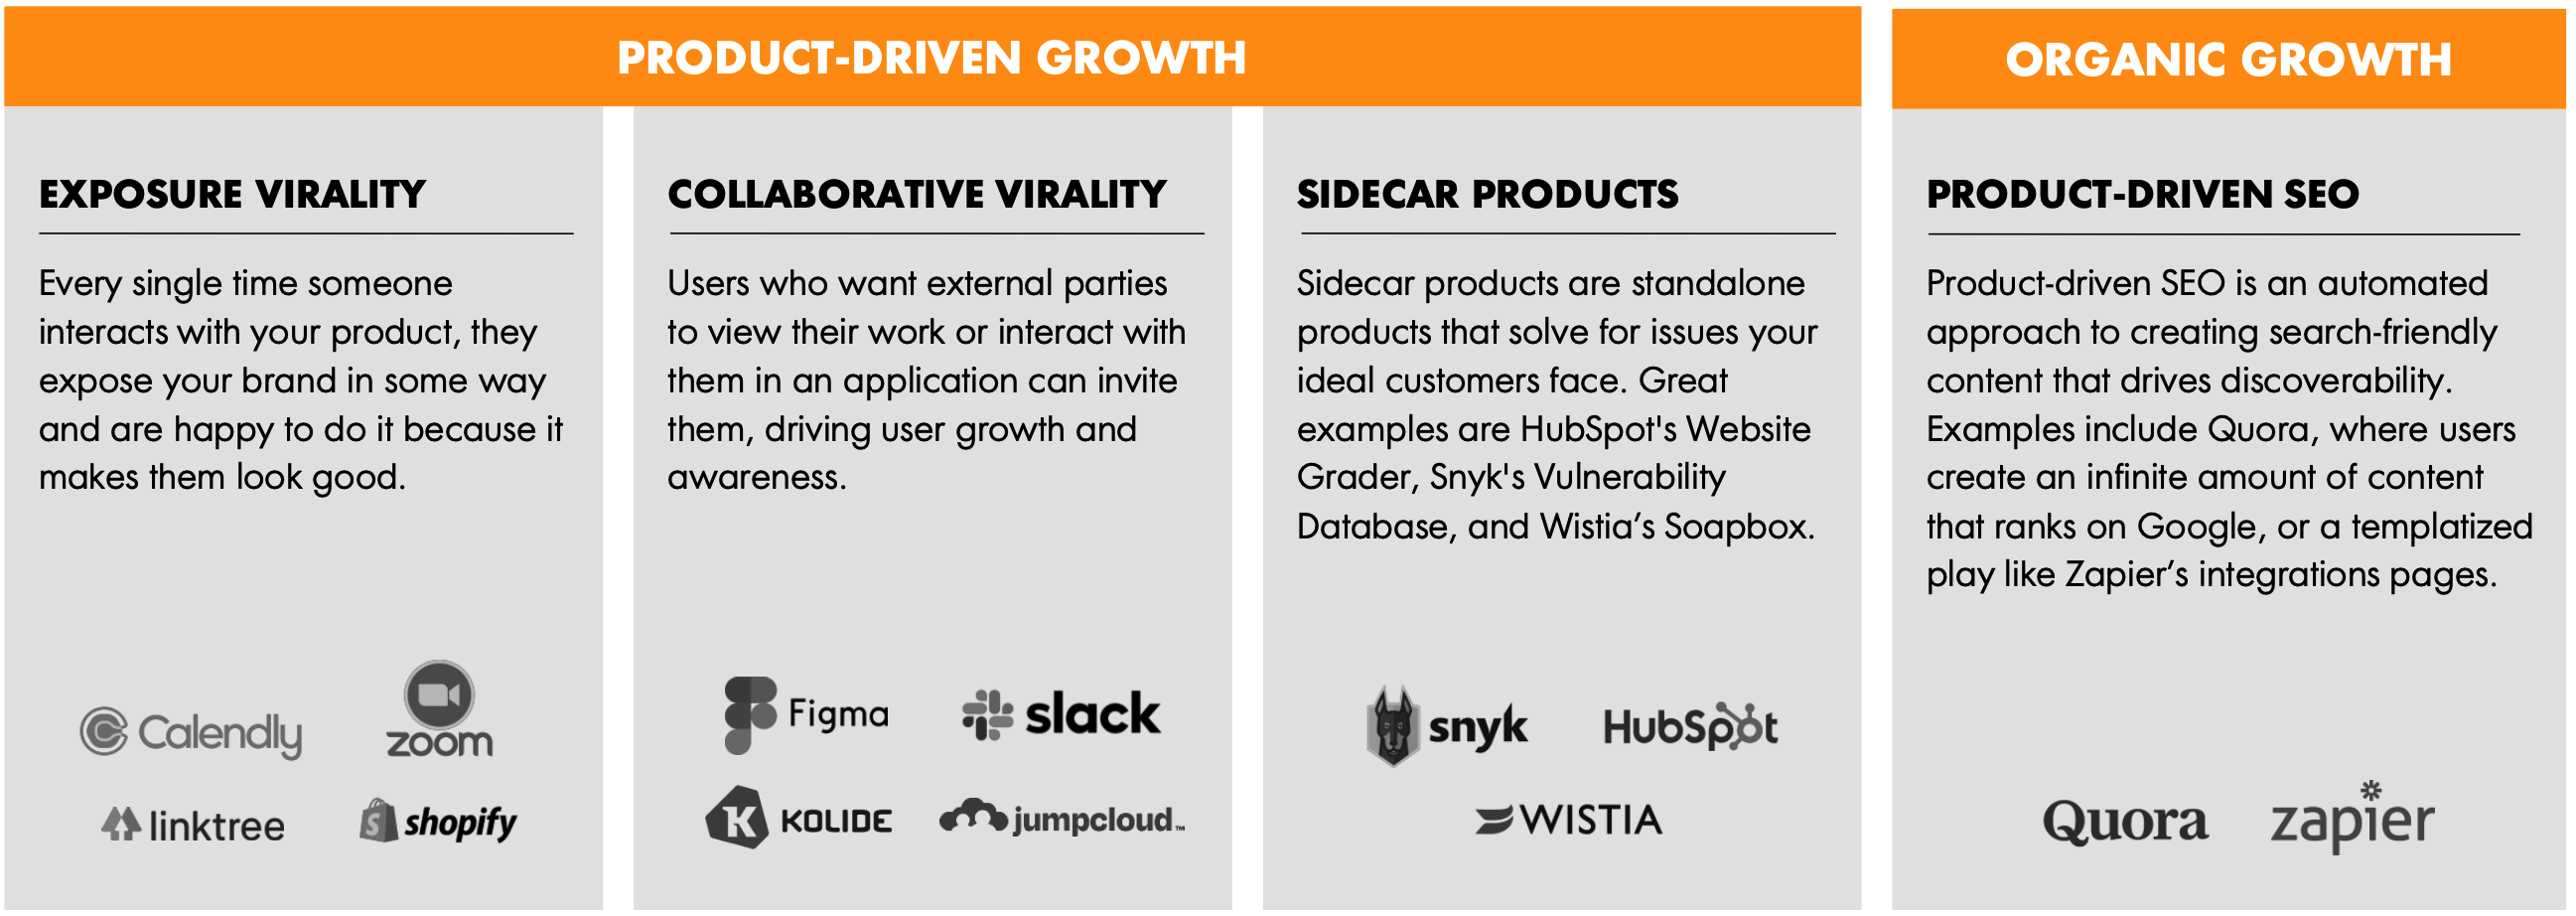 PRODUCT-DRIVEN GROWTH
EXPOSURE VIRALITY
Every single time someone
interacts with your product, they
expose your brand in some way
and are happy to do it because it
makes them look good.
Calendly
zoom
linktree
shopify
COLLABORATIVE VIRALITY
Users who want external parties
to view their work or interact with
them in an application can invite
them, driving user growth and
awareness.
Figma
slack
KOLIDE
jumpcloud™
SIDECAR PRODUCTS
Sidecar products are standalone
products that solve for issues your
ideal customers face. Great
examples are HubSpot's Website
Grader, Snyk's Vulnerability
Database, and Wistia’s Soapbox.
snyk
HubSpot
WISTIA
ORGANIC GROWTH
PRODUCT-DRIVEN SEO
Product-driven SEO is an automated
approach to creating search-friendly
content that drives discoverability.
Examples include Quora, where users
create an infinite amount of content
that ranks on Google, or a templatized
play like Zapier’s integrations pages.
Quora
zapier